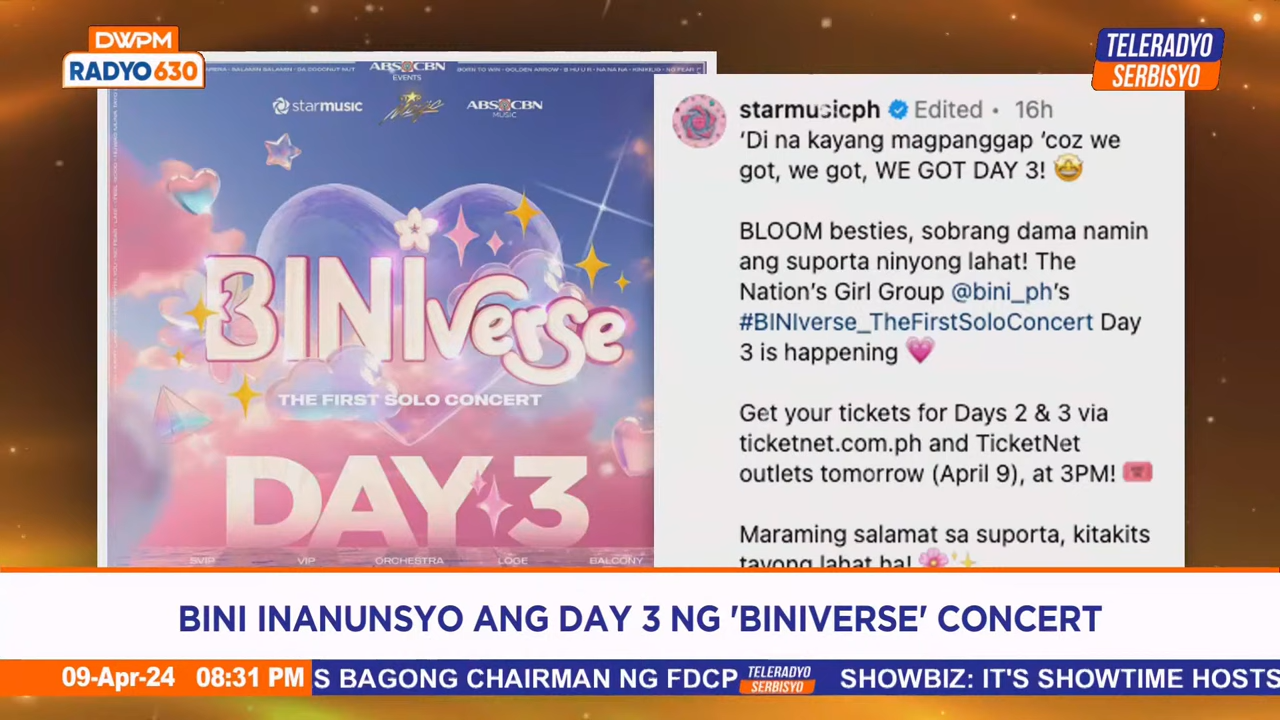 DWPM
RADYO 630
TELERADYO
SERBISYO
ABS-CBN
EVENTS
starmusic
ABS-CBN
MUSIC
BINIverse
THE FIRST SOLO CONCERT
DAY 3
SVIP VIP ORCHESTRA LOGE BALCONY
starmusicph Edited • 16h
‘Di na kayang magpanggap ‘coz we
got, we got, WE GOT DAY 3! 🤩
BLOOM besties, sobrang dama namin
ang suporta ninyong lahat! The
Nation’s Girl Group @bini_ph’s
#BINIverse_TheFirstSoloConcert Day
3 is happening 💗
Get your tickets for Days 2 & 3 via
ticketnet.com.ph and TicketNet
outlets tomorrow (April 9), at 3PM! 🎟️
Maraming salamat sa suporta, kitakits
tayong lahat ha! 🌸✨
BINI INANUNSYO ANG DAY 3 NG 'BINIVERSE' CONCERT
09-Apr-24 08:31 PM S BAGONG CHAIRMAN NG FDCP TELERADYO SERBISYO SHOWBIZ: IT'S SHOWTIME HOSTS